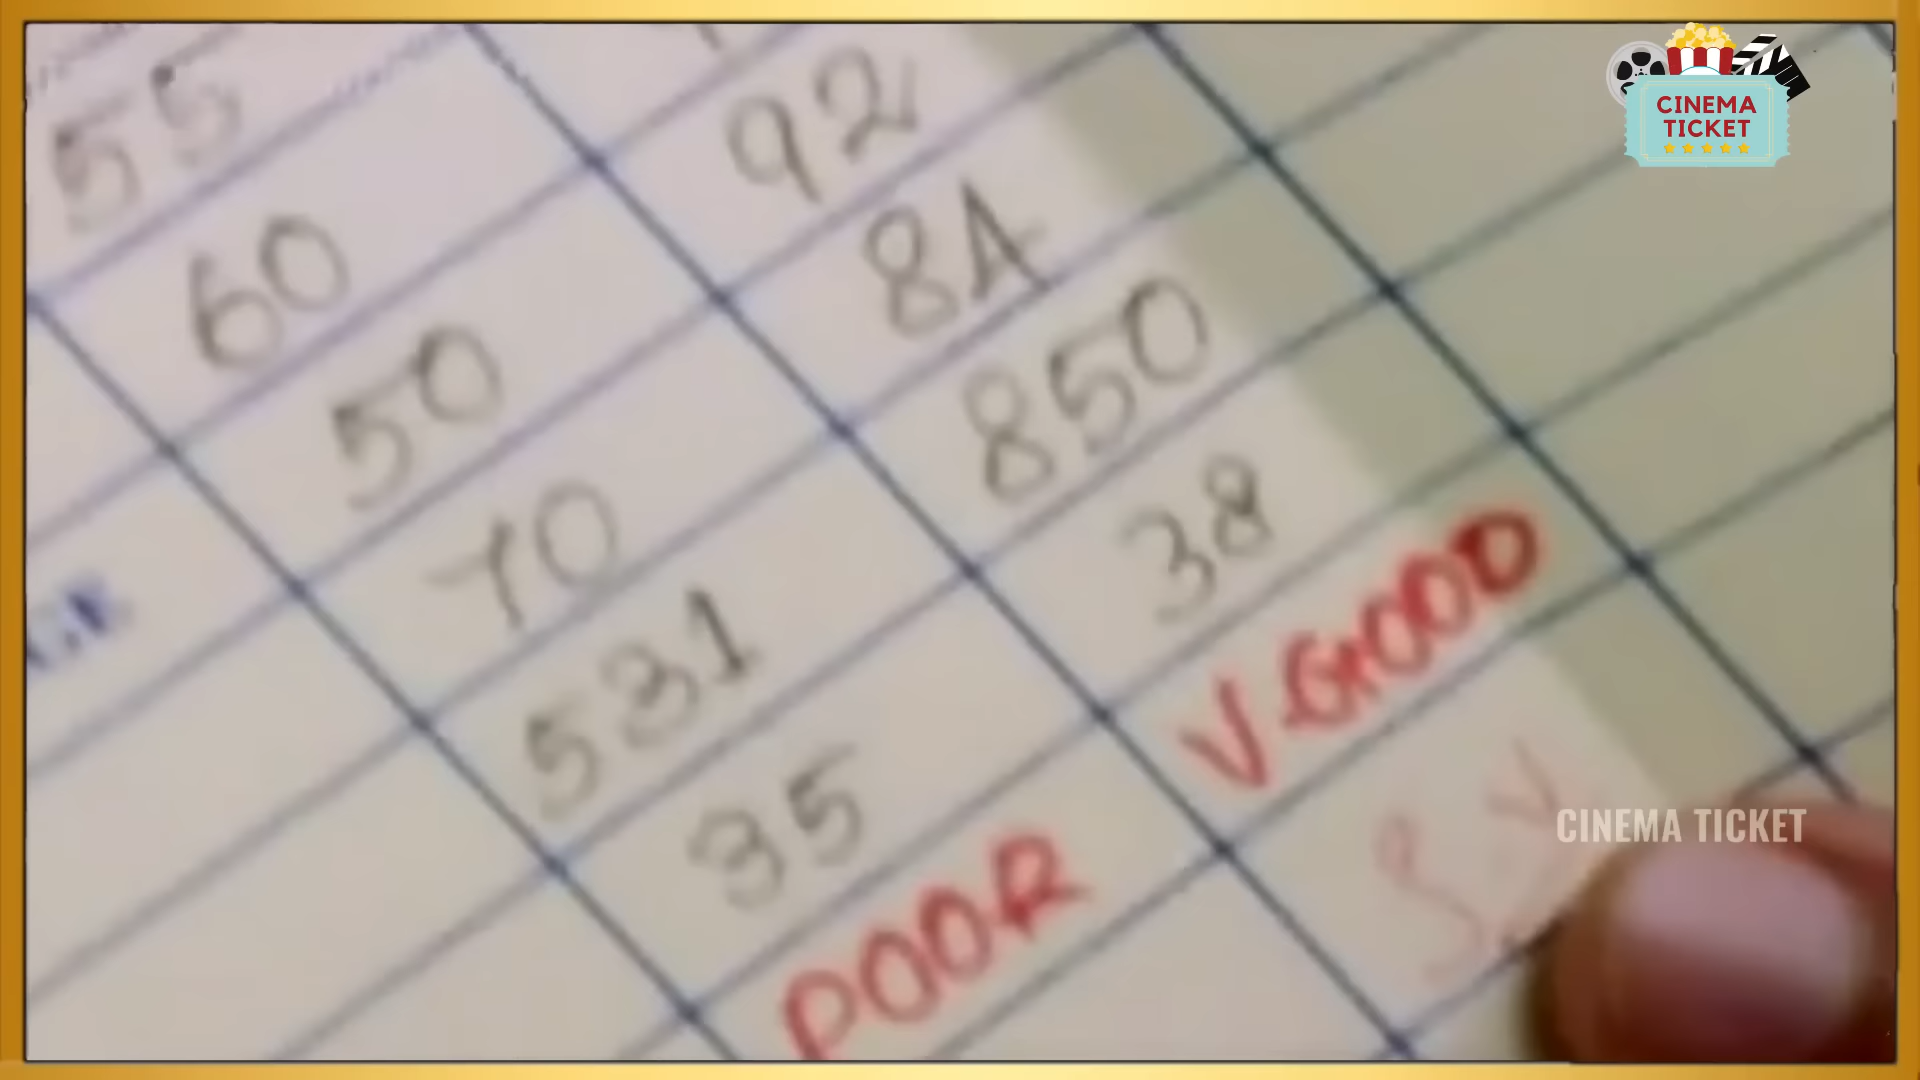 CINEMA
TICKET
55
60
50
70
531
35
POOR
92
84
850
38
V.GOOD
CINEMA TICKET